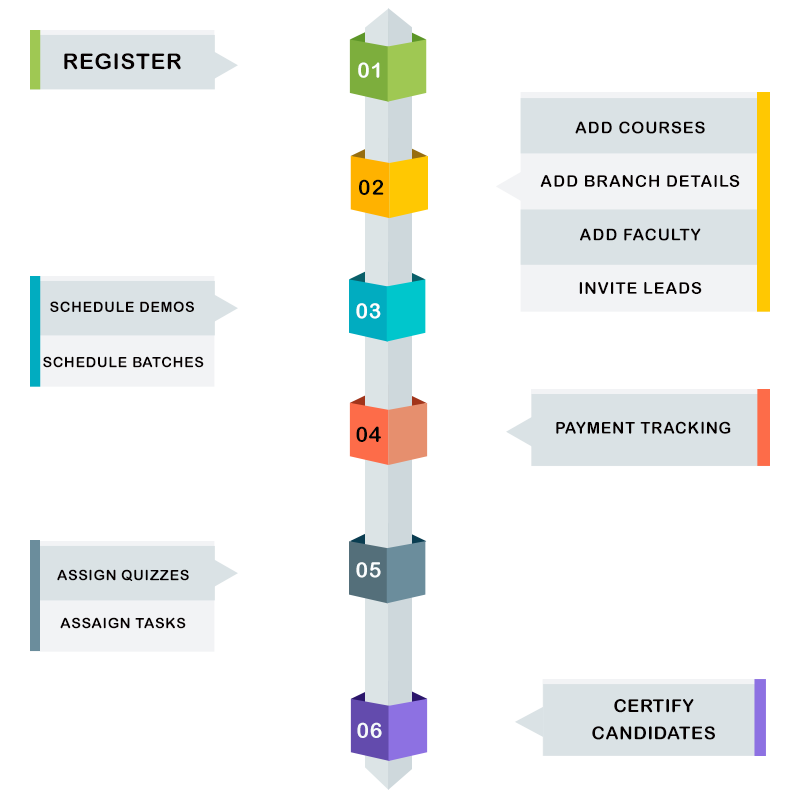 REGISTER
01
ADD COURSES
ADD BRANCH DETAILS
ADD FACULTY
INVITE LEADS
02
SCHEDULE DEMOS
SCHEDULE BATCHES
03
PAYMENT TRACKING
04
ASSIGN QUIZZES
ASSAIGN TASKS
05
CERTIFY
CANDIDATES
06